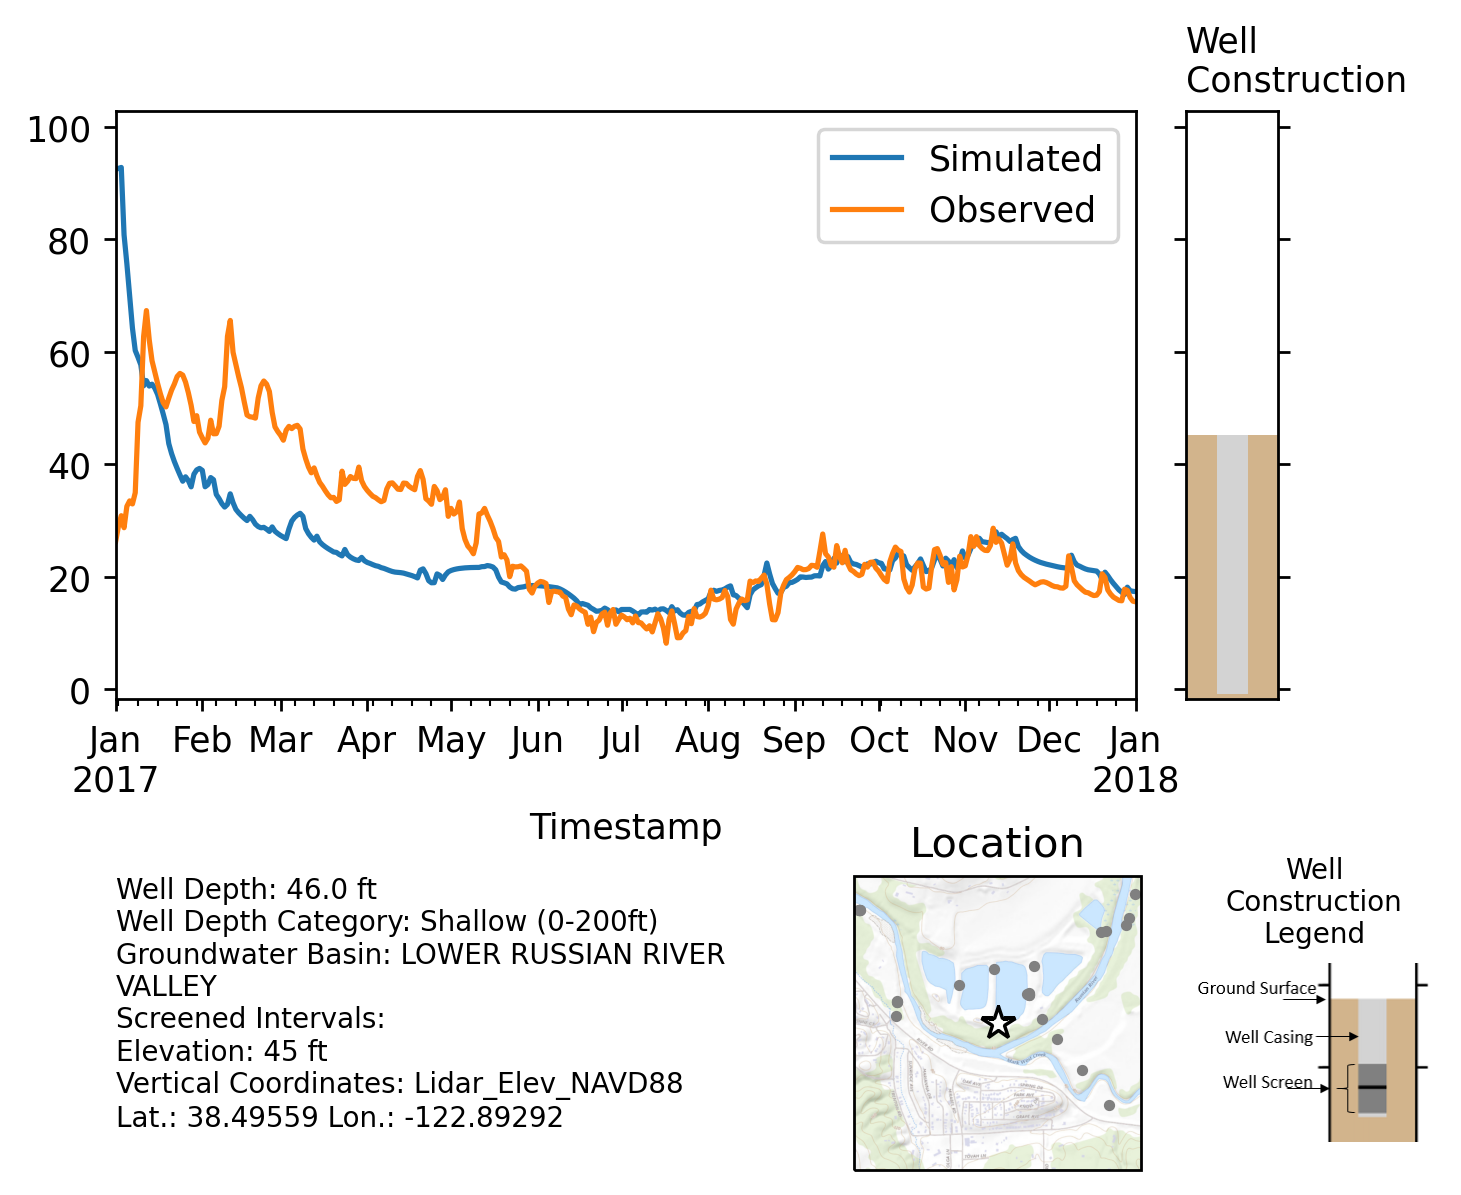 Well
Construction
100
80
60
40
20
0
Simulated
Observed
Jan Feb Mar Apr May Jun Jul Aug Sep Oct Nov Dec Jan
2017 2018
Timestamp
Well Depth: 46.0 ft
Well Depth Category: Shallow (0-200ft)
Groundwater Basin: LOWER RUSSIAN RIVER
VALLEY
Screened Intervals:
Elevation: 45 ft
Vertical Coordinates: Lidar_Elev_NAVD88
Lat.: 38.49559 Lon.: -122.89292
Location
Well
Construction
Legend
Ground Surface
Well Casing
Well Screen